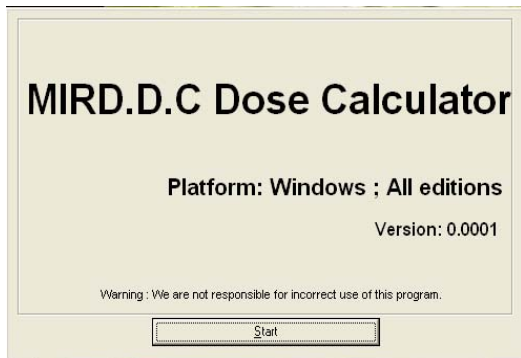 MIRD.D.C Dose Calculator
Platform: Windows ; All editions
Version: 0.0001
Warning : We are not responsible for incorrect use of this program.
Start